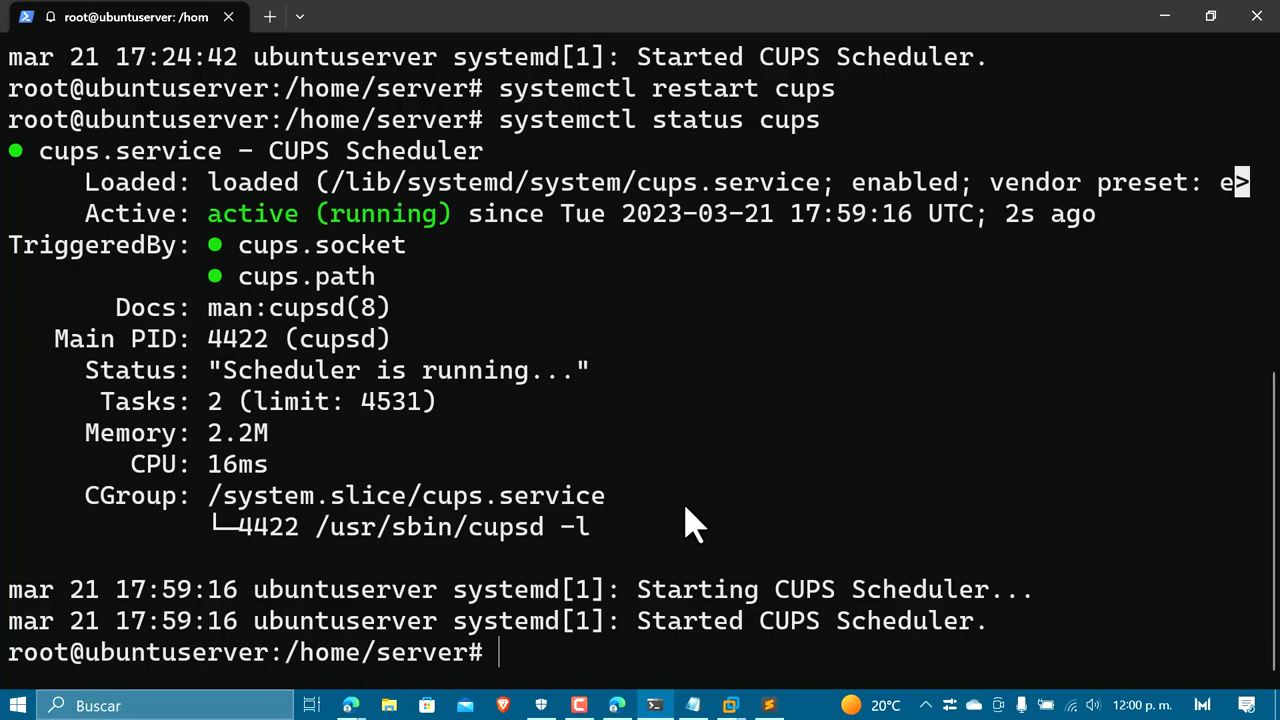 root@ubuntuserver: /hom
mar 21 17:24:42 ubuntuserver systemd[1]: Started CUPS Scheduler.
root@ubuntuserver:/home/server# systemctl restart cups
root@ubuntuserver:/home/server# systemctl status cups
● cups.service - CUPS Scheduler
Loaded: loaded (/lib/systemd/system/cups.service; enabled; vendor preset: e>
Active: active (running) since Tue 2023-03-21 17:59:16 UTC; 2s ago
TriggeredBy: ● cups.socket
● cups.path
Docs: man:cupsd(8)
Main PID: 4422 (cupsd)
Status: "Scheduler is running..."
Tasks: 2 (limit: 4531)
Memory: 2.2M
CPU: 16ms
CGroup: /system.slice/cups.service
└─4422 /usr/sbin/cupsd -l
mar 21 17:59:16 ubuntuserver systemd[1]: Starting CUPS Scheduler...
mar 21 17:59:16 ubuntuserver systemd[1]: Started CUPS Scheduler.
root@ubuntuserver:/home/server#
Buscar 20°C 12:00 p. m.